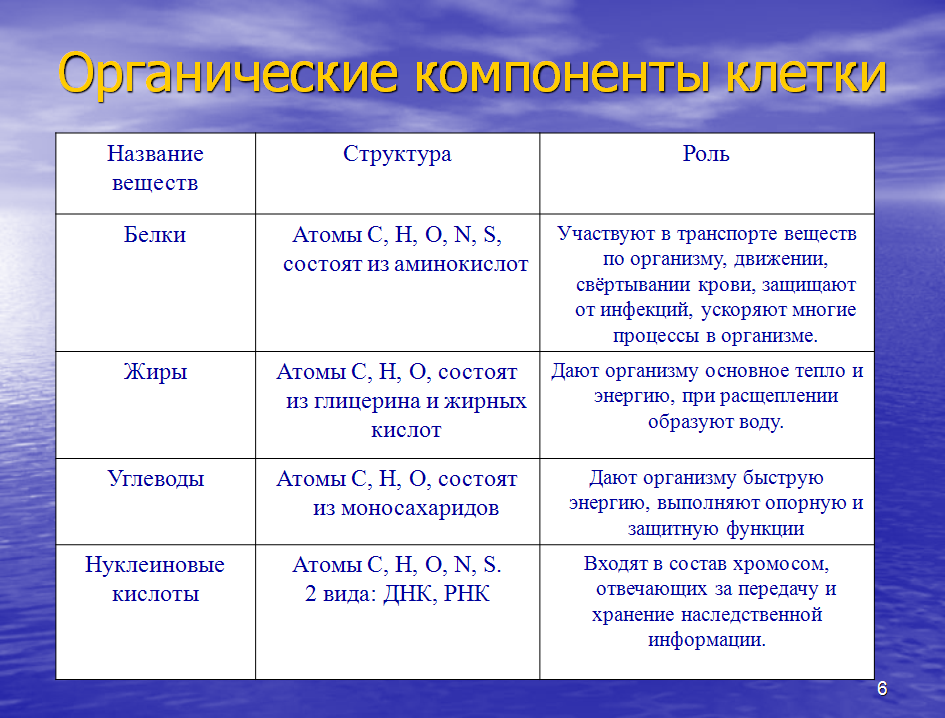 Органические компоненты клетки
Название
веществ
Структура
Роль
Белки
Атомы С, Н, О, N, S,
состоят из аминокислот
Участвуют в транспорте веществ
по организму, движении,
свёртывании крови, защищают
от инфекций, ускоряют многие
процессы в организме.
Жиры
Атомы С, Н, О, состоят
из глицерина и жирных
кислот
Дают организму основное тепло и
энергию, при расщеплении
образуют воду.
Углеводы
Атомы С, Н, О, состоят
из моносахаридов
Дают организму быструю
энергию, выполняют опорную и
защитную функции
Нуклеиновые
кислоты
Атомы С, Н, О, N, S.
2 вида: ДНК, РНК
Входят в состав хромосом,
отвечающих за передачу и
хранение наследственной
информации.
6